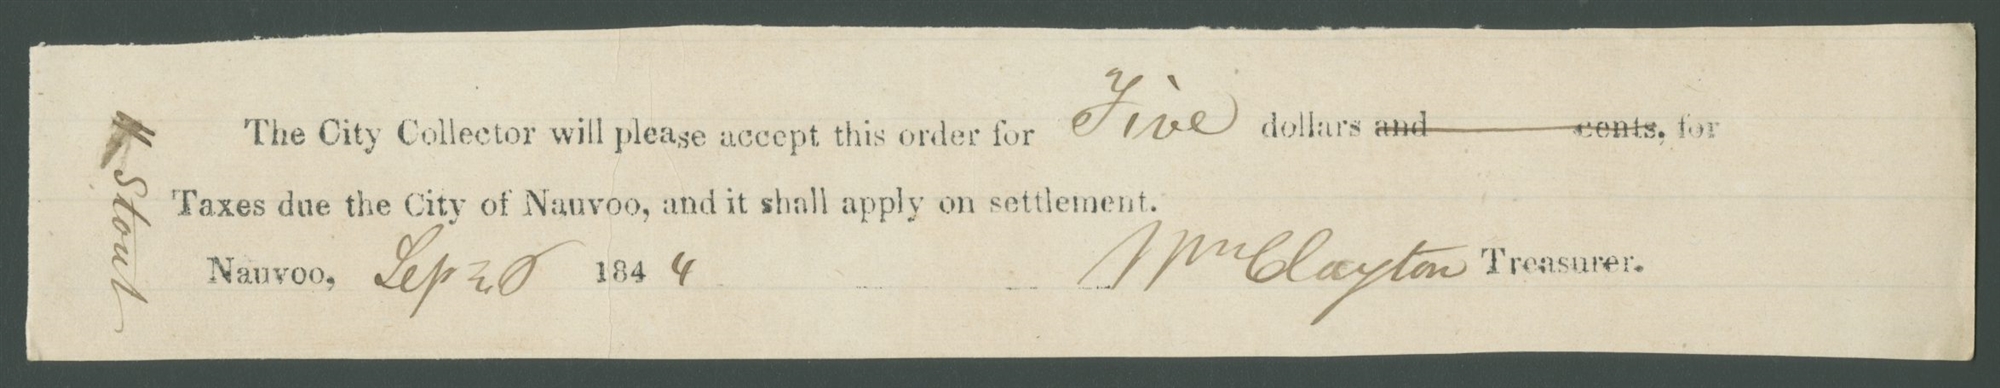 The City Collector will please accept this order for Five dollars and cents, for
Taxes due the City of Nauvoo, and it shall apply on settlement.
Nauvoo, Sep 1844 Wm Clayton Treasurer.
H Stout